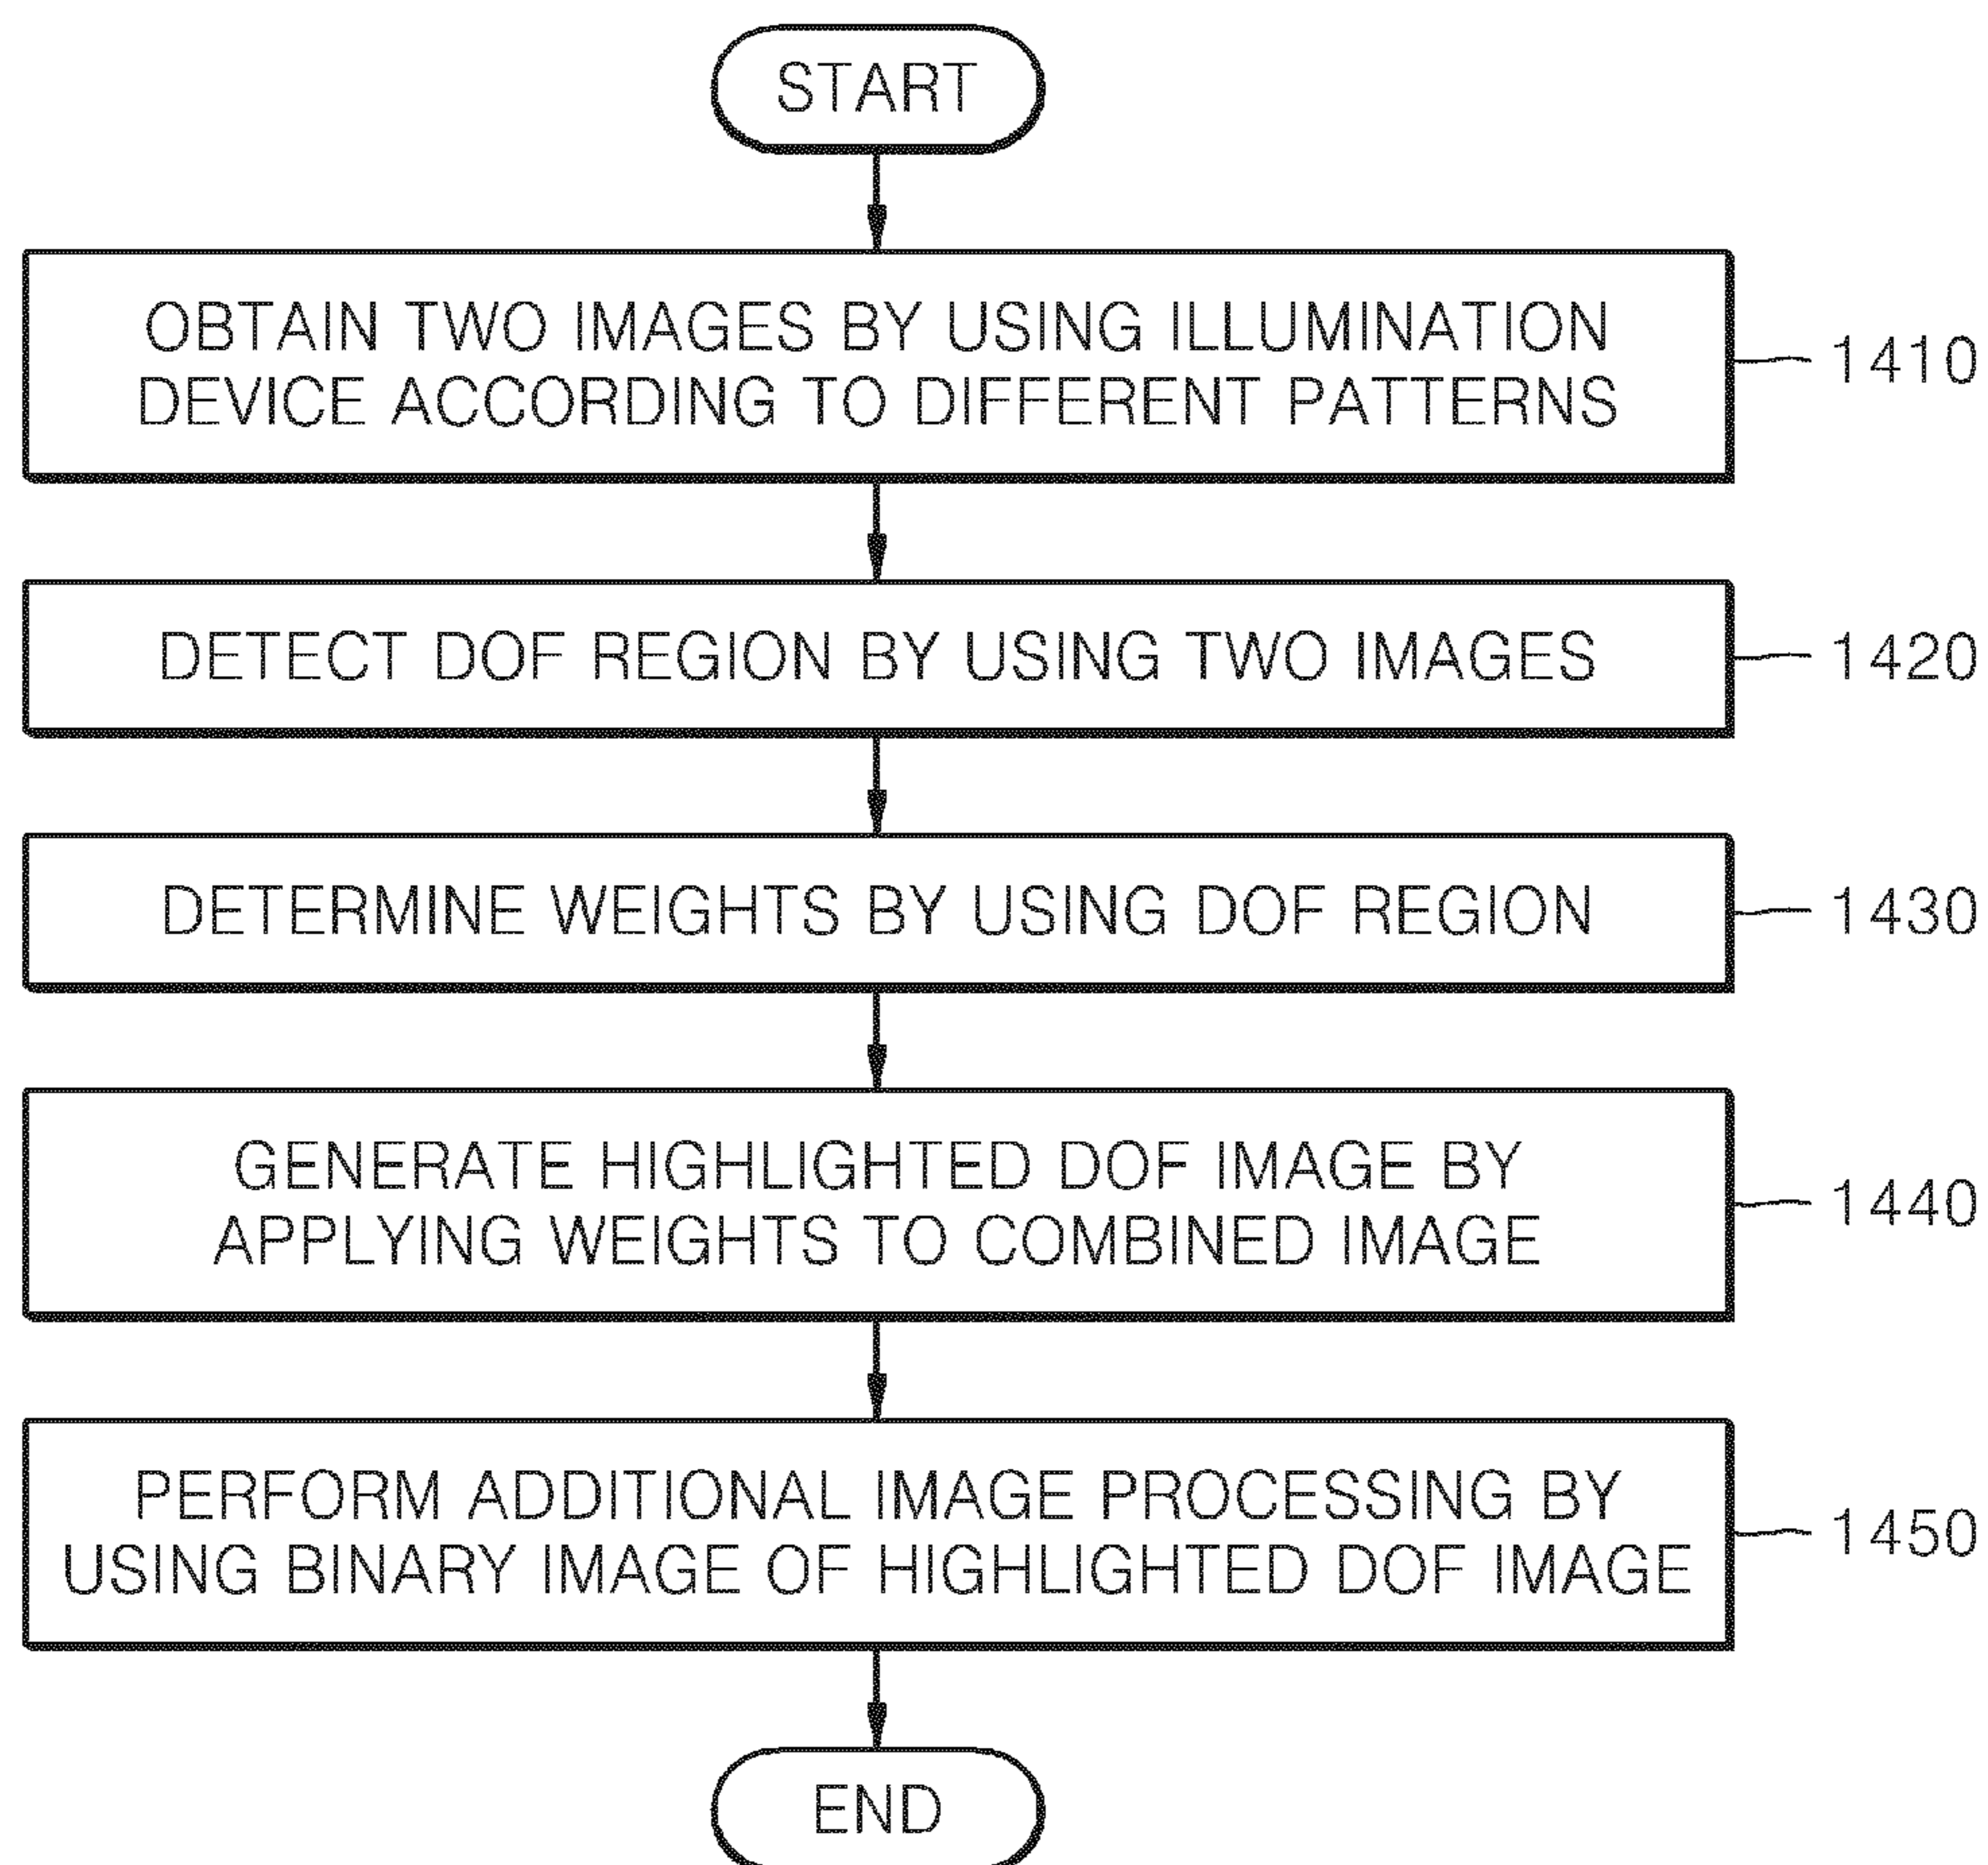 START
OBTAIN TWO IMAGES BY USING ILLUMINATION
DEVICE ACCORDING TO DIFFERENT PATTERNS
1410
DETECT DOF REGION BY USING TWO IMAGES
1420
DETERMINE WEIGHTS BY USING DOF REGION
1430
GENERATE HIGHLIGHTED DOF IMAGE BY
APPLYING WEIGHTS TO COMBINED IMAGE
1440
PERFORM ADDITIONAL IMAGE PROCESSING BY
USING BINARY IMAGE OF HIGHLIGHTED DOF IMAGE
1450
END